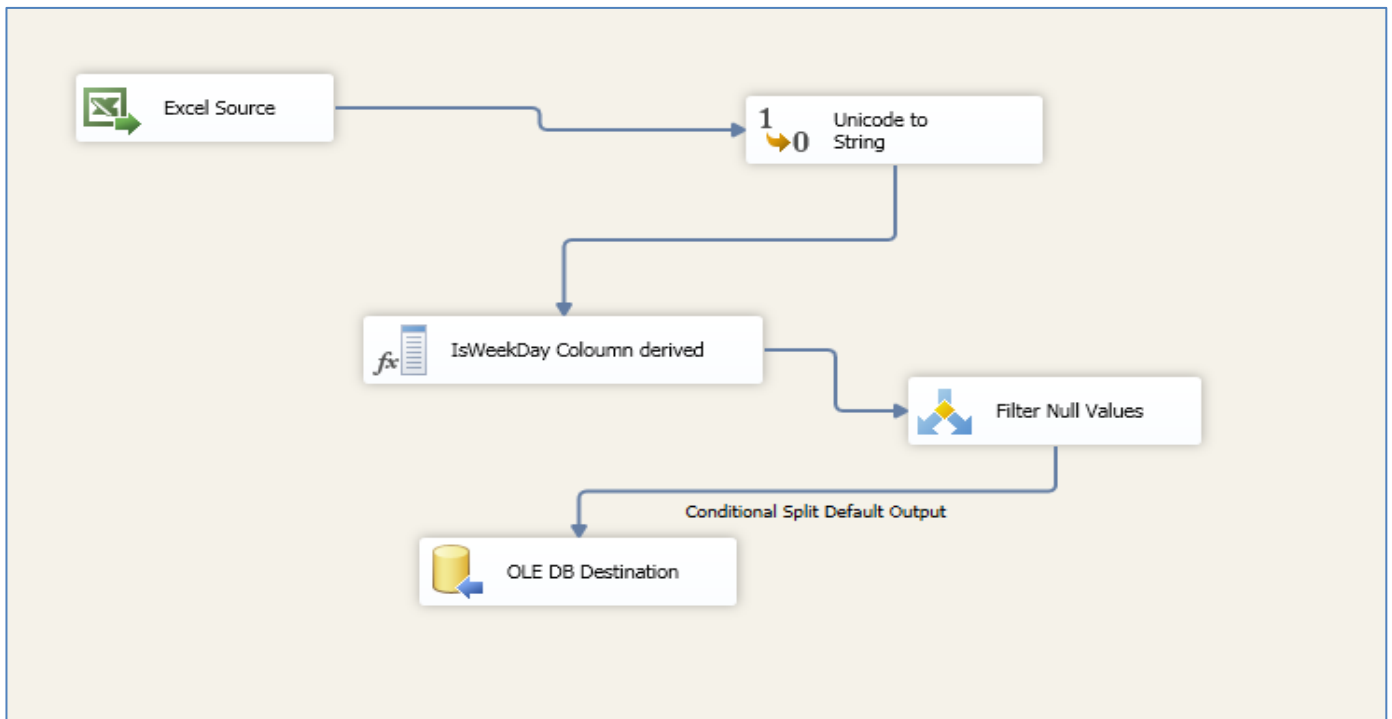 Excel Source
1
0
Unicode to
String
fx
IsWeekDay Coloumn derived
Filter Null Values
Conditional Split Default Output
OLE DB Destination